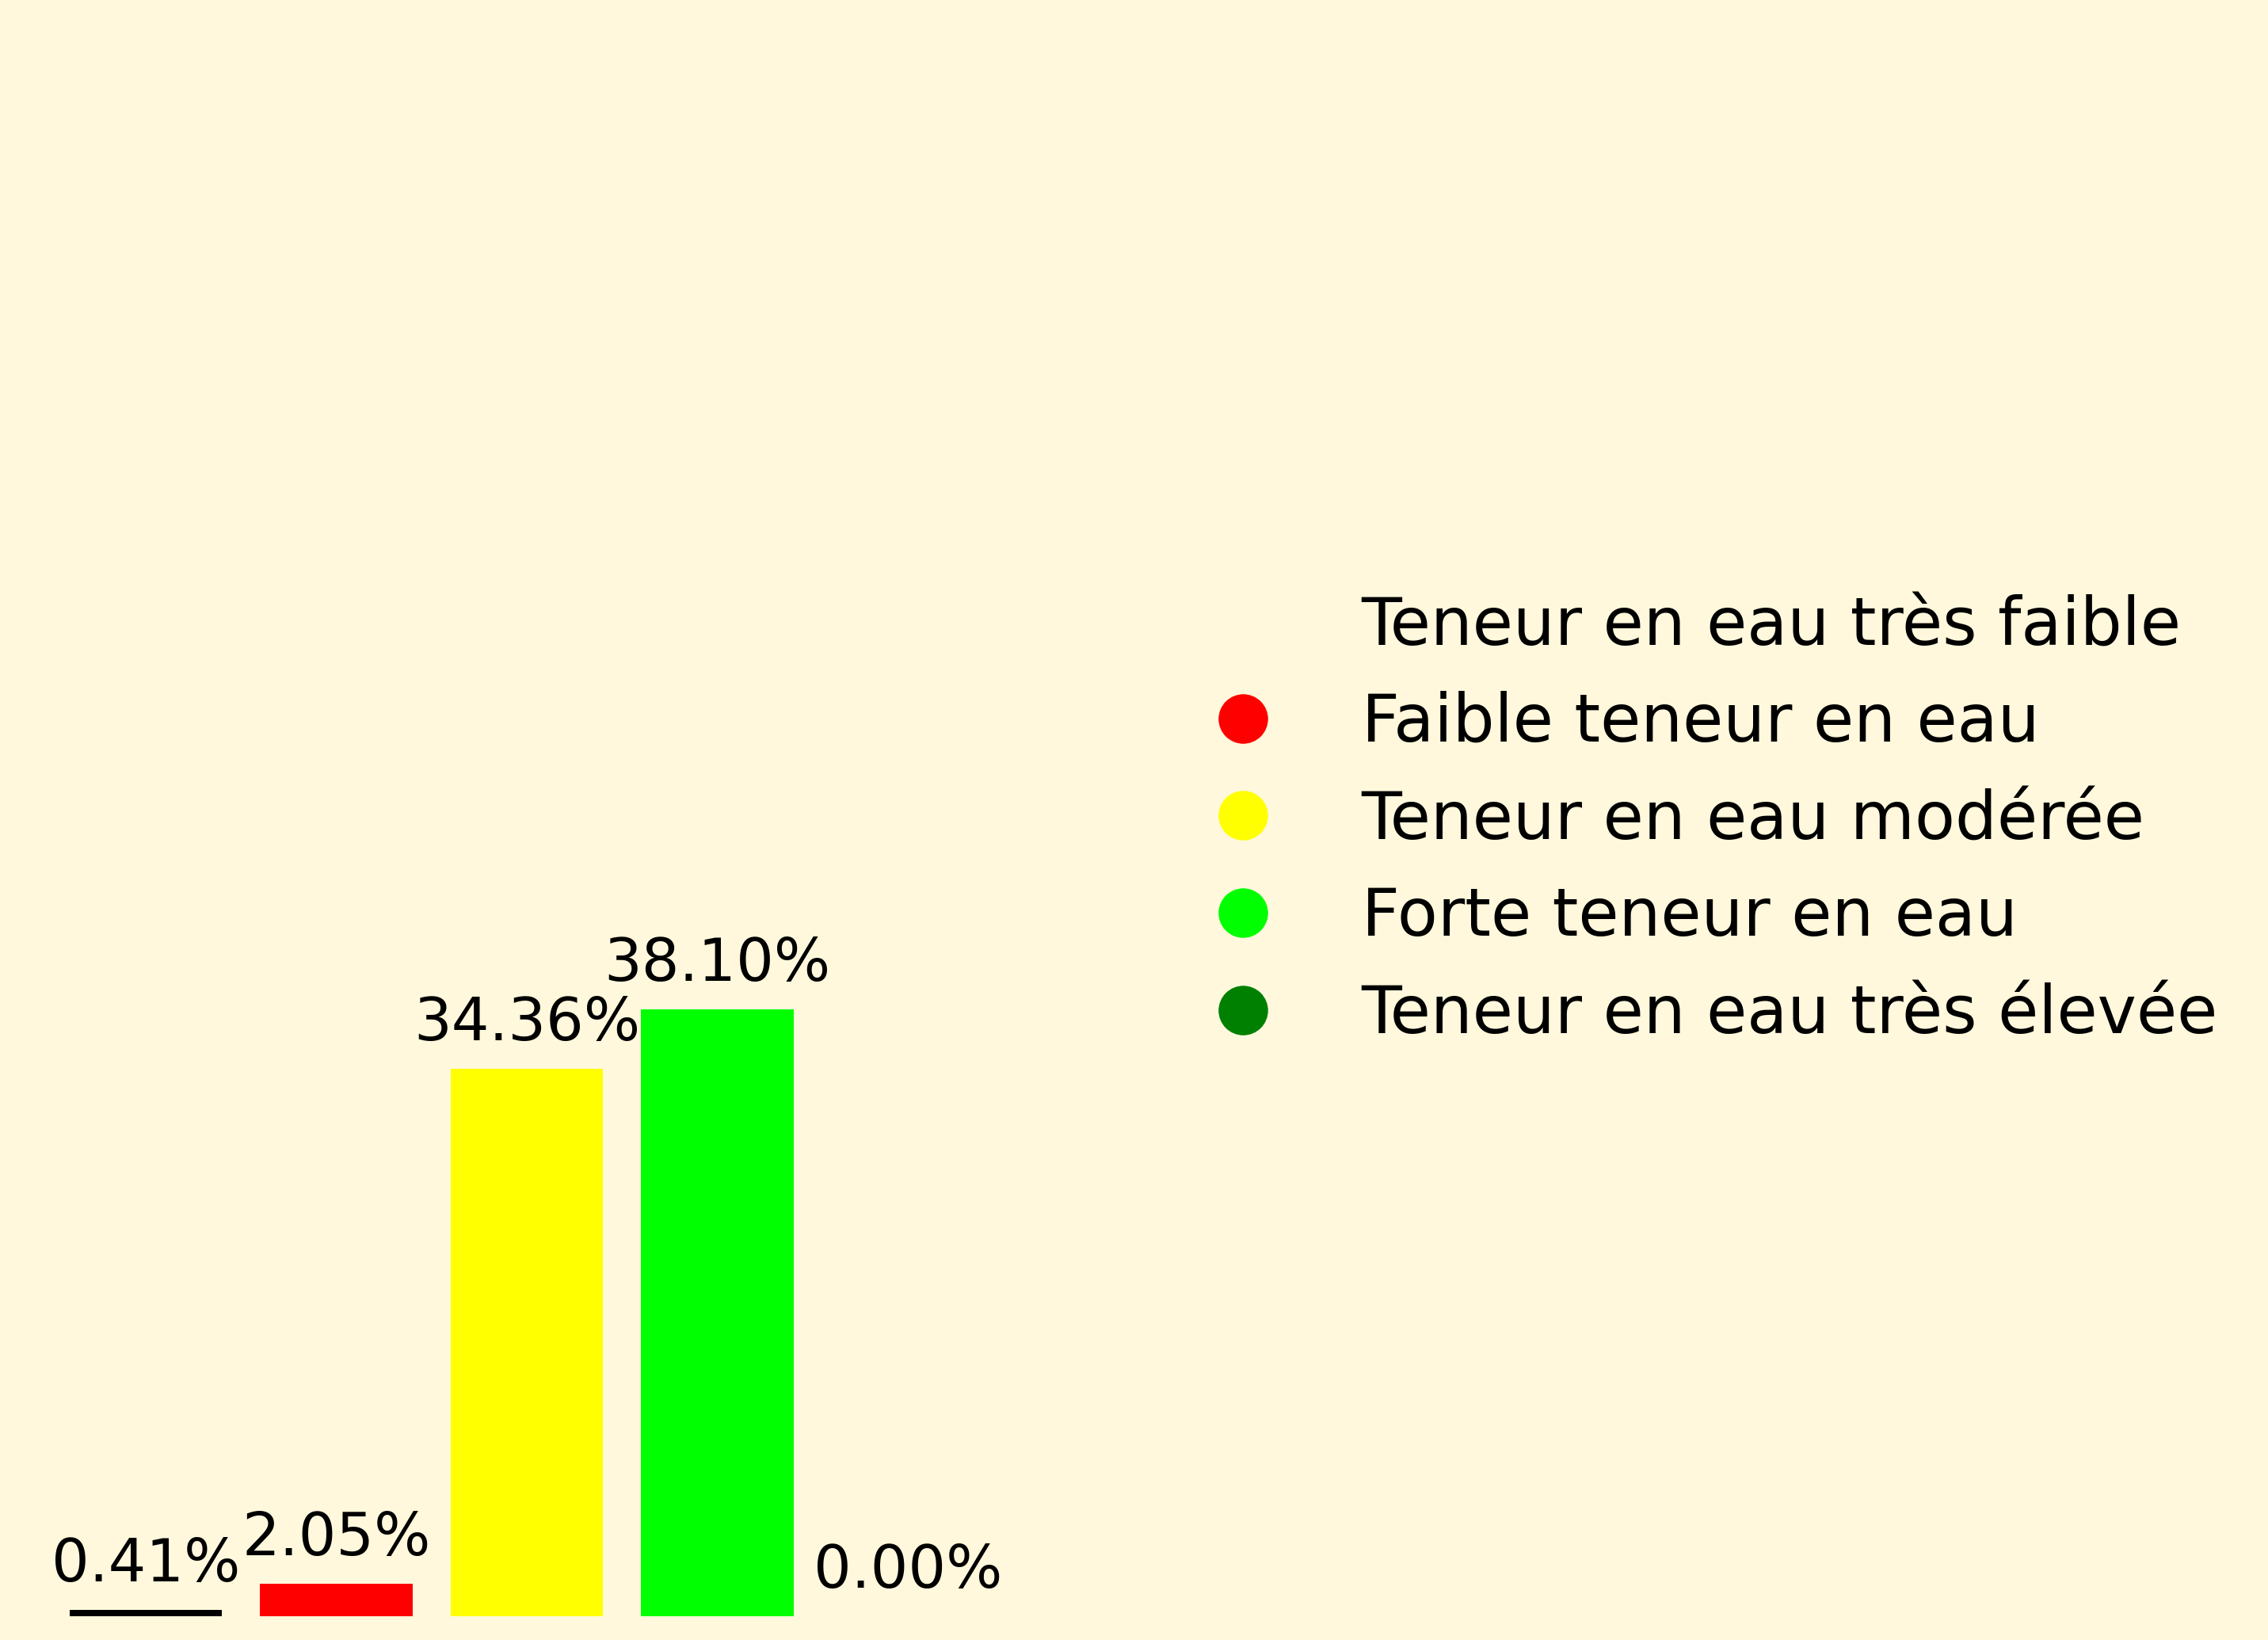 Teneur en eau très faible
Faible teneur en eau
Teneur en eau modérée
Forte teneur en eau
Teneur en eau très élevée
38.10%
34.36%
2.05%
0.41%
0.00%